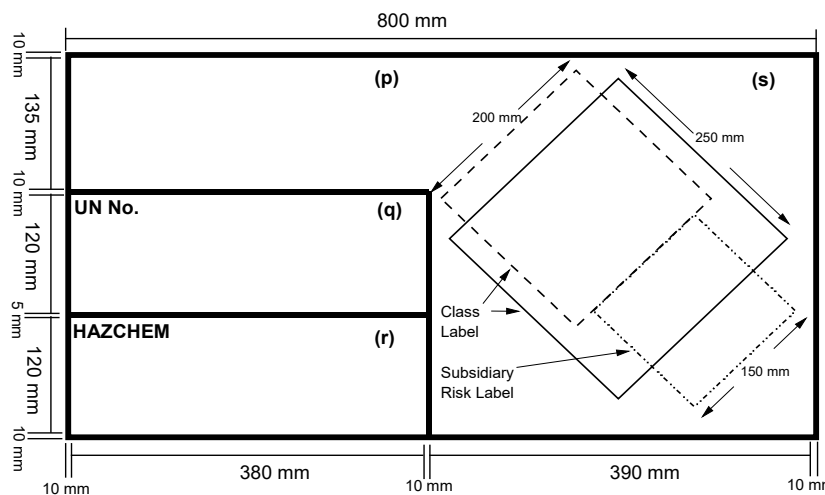 800 mm
10 mm
(p)
(s)
200 mm
250 mm
135 mm
10 mm
UN No.
(q)
120 mm
5 mm
Class
Label
HAZCHEM
(r)
120 mm
Subsidiary
Risk Label
150 mm
10 mm
380 mm
390 mm
10 mm
10 mm
10 mm